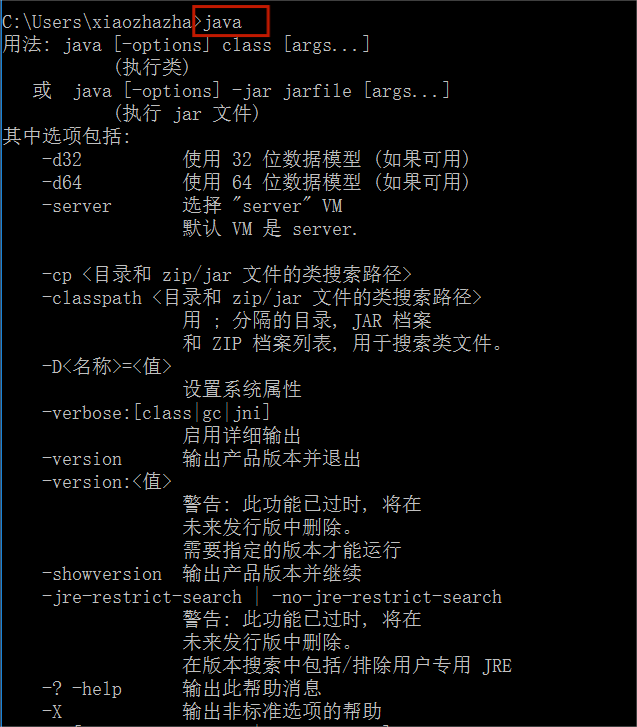 C:\Users\xiaozhazha>java
用法: java [-options] class [args...]
(执行类)
或 java [-options] -jar jarfile [args...]
(执行 jar 文件)
其中选项包括:
-d32 使用 32 位数据模型 (如果可用)
-d64 使用 64 位数据模型 (如果可用)
-server 选择 "server" VM
默认 VM 是 server.
-cp <目录和 zip/jar 文件的类搜索路径>
-classpath <目录和 zip/jar 文件的类搜索路径>
用 ; 分隔的目录, JAR 档案
和 ZIP 档案列表, 用于搜索类文件。
-D<名称>=<值>
设置系统属性
-verbose:[class|gc|jni]
启用详细输出
-version 输出产品版本并退出
-version:<值>
警告: 此功能已过时, 将在
未来发行版中删除。
需要指定的版本才能运行
-showversion 输出产品版本并继续
-jre-restrict-search | -no-jre-restrict-search
警告: 此功能已过时, 将在
未来发行版中删除。
在版本搜索中包括/排除用户专用 JRE
-? -help 输出此帮助消息
-X 输出非标准选项的帮助